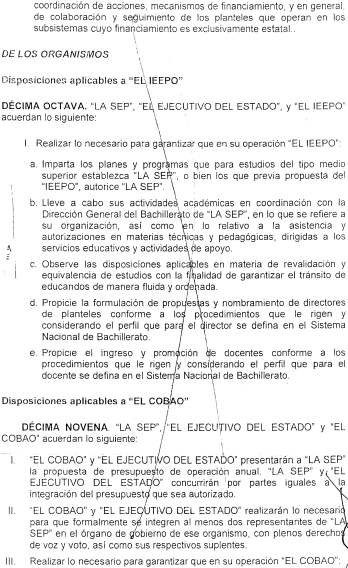 coordinación de acciones, mecanismos de financiamiento, y en general,
de colaboración y seguimiento de los planteles que operan en los
subsistemas cuyo financiamiento es exclusivamente estatal..
DE LOS ORGANISMOS
Disposiciones aplicables a "EL IEEPO"
DÉCIMA OCTAVA. "LA SEP", "EL EJECUTIVO DEL ESTADO", y "EL IEEPO"
acuerdan lo siguiente:
I. Realizar lo necesario para garantizar que en su operación "EL IEEPO":
a. Imparta los planes y programas que para estudios del tipo medio
superior establezca "LA SEP", o bien los que previa propuesta del
"IEEPO", autorice "LA SEP".
b. Lleve a cabo sus actividades académicas en coordinación con la
Dirección General del Bachillerato de "LA SEP", en lo que se refiere a
su organización, así como en lo relativo a la asistencia y
autorizaciones en materias técnicas y pedagógicas, dirigidas a los
servicios educativos y actividades de apoyo.
c. Observe las disposiciones aplicables en materia de revalidación y
equivalencia de estudios con la finalidad de garantizar el tránsito de
educandos de manera fluida y ordenada.
d. Propicie la formulación de propuestas y nombramiento de directores
de planteles conforme a los procedimientos que le rigen y
considerando el perfil que para el director se defina en el Sistema
Nacional de Bachillerato.
e. Propicie el ingreso y promoción de docentes conforme a los
procedimientos que le rigen y considerando el perfil que para el
docente se defina en el Sistema Nacional de Bachillerato.
Disposiciones aplicables a "EL COBAO"
DÉCIMA NOVENA. "LA SEP", "EL EJECUTIVO DEL ESTADO" y "EL
COBAO" acuerdan lo siguiente:
I. "EL COBAO" y "EL EJECUTIVO DEL ESTADO" presentarán a "LA SEP"
la propuesta de presupuesto de operación anual. "LA SEP" y "EL
EJECUTIVO DEL ESTADO" concurrirán por partes iguales a la
integración del presupuesto que sea autorizado.
II. "EL COBAO" y "EL EJECUTIVO DEL ESTADO" realizarán lo necesario
para que formalmente se integren al menos dos representantes de "LA
SEP" en el órgano de gobierno de ese organismo, con plenos derechos
de voz y voto, así como sus respectivos suplentes.
III. Realizar lo necesario para garantizar que en su operación "EL COBAO":